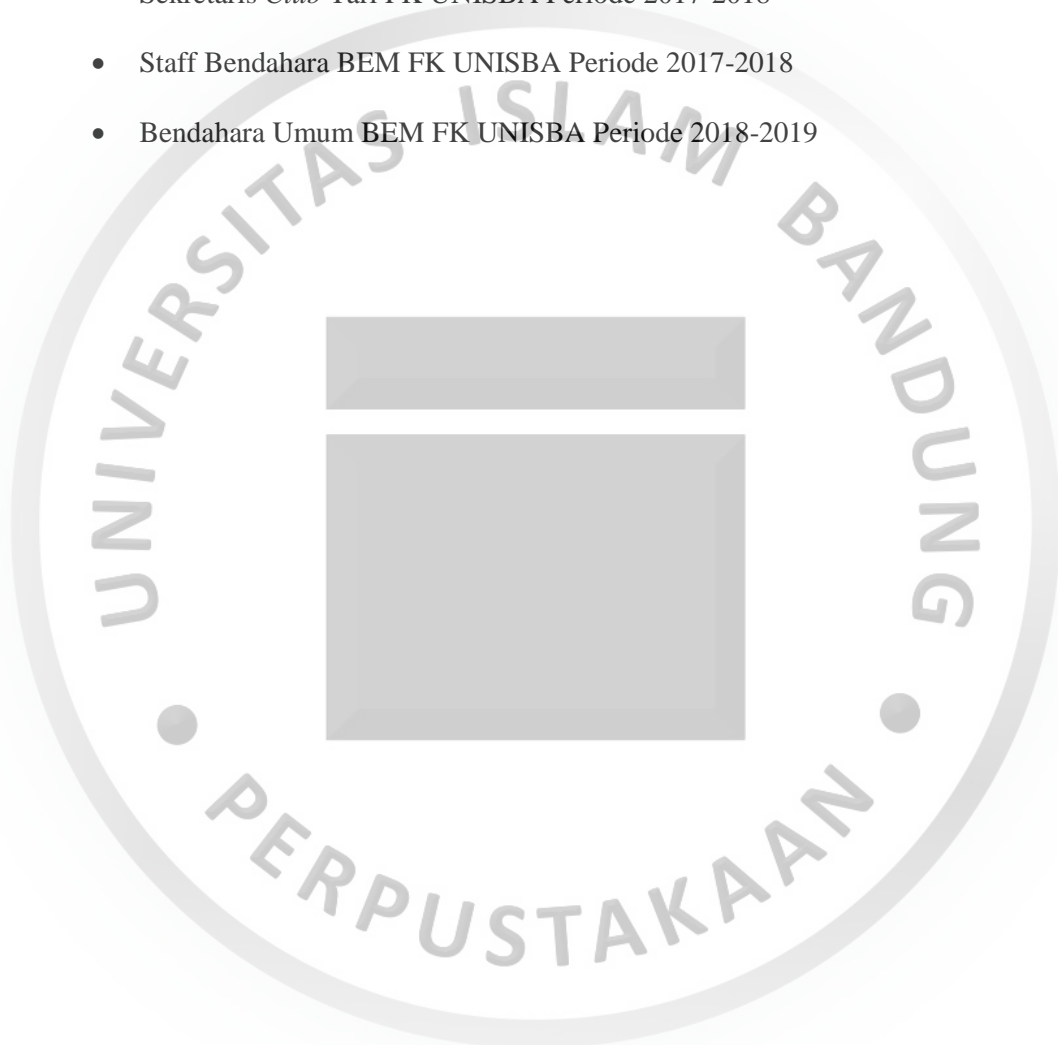 Sekretaris Club Tari FK UNISBA Periode 2017-2018
• Staff Bendahara BEM FK UNISBA Periode 2017-2018
• Bendahara Umum BEM FK UNISBA Periode 2018-2019
UNIVERSITAS ISLAM BANDUNG
• PERPUSTAKAAN •